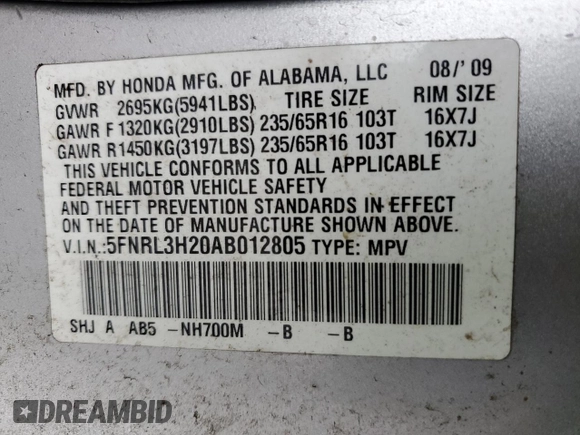 MFD. BY HONDA MFG. OF ALABAMA, LLC 08/'09
GVWR 2695KG(5941LBS) TIRE SIZE RIM SIZE
GAWR F 1320KG(2910LBS) 235/65R16 103T 16X7J
GAWR R1450KG(3197LBS) 235/65R16 103T 16X7J
THIS VEHICLE CONFORMS TO ALL APPLICABLE
FEDERAL MOTOR VEHICLE SAFETY
AND THEFT PREVENTION STANDARDS IN EFFECT
ON THE DATE OF MANUFACTURE SHOWN ABOVE.
V.I.N.:5FNRL3H20AB012805 TYPE: MPV
SHJ A AB5 -NH700M -B -B
DREAMBID